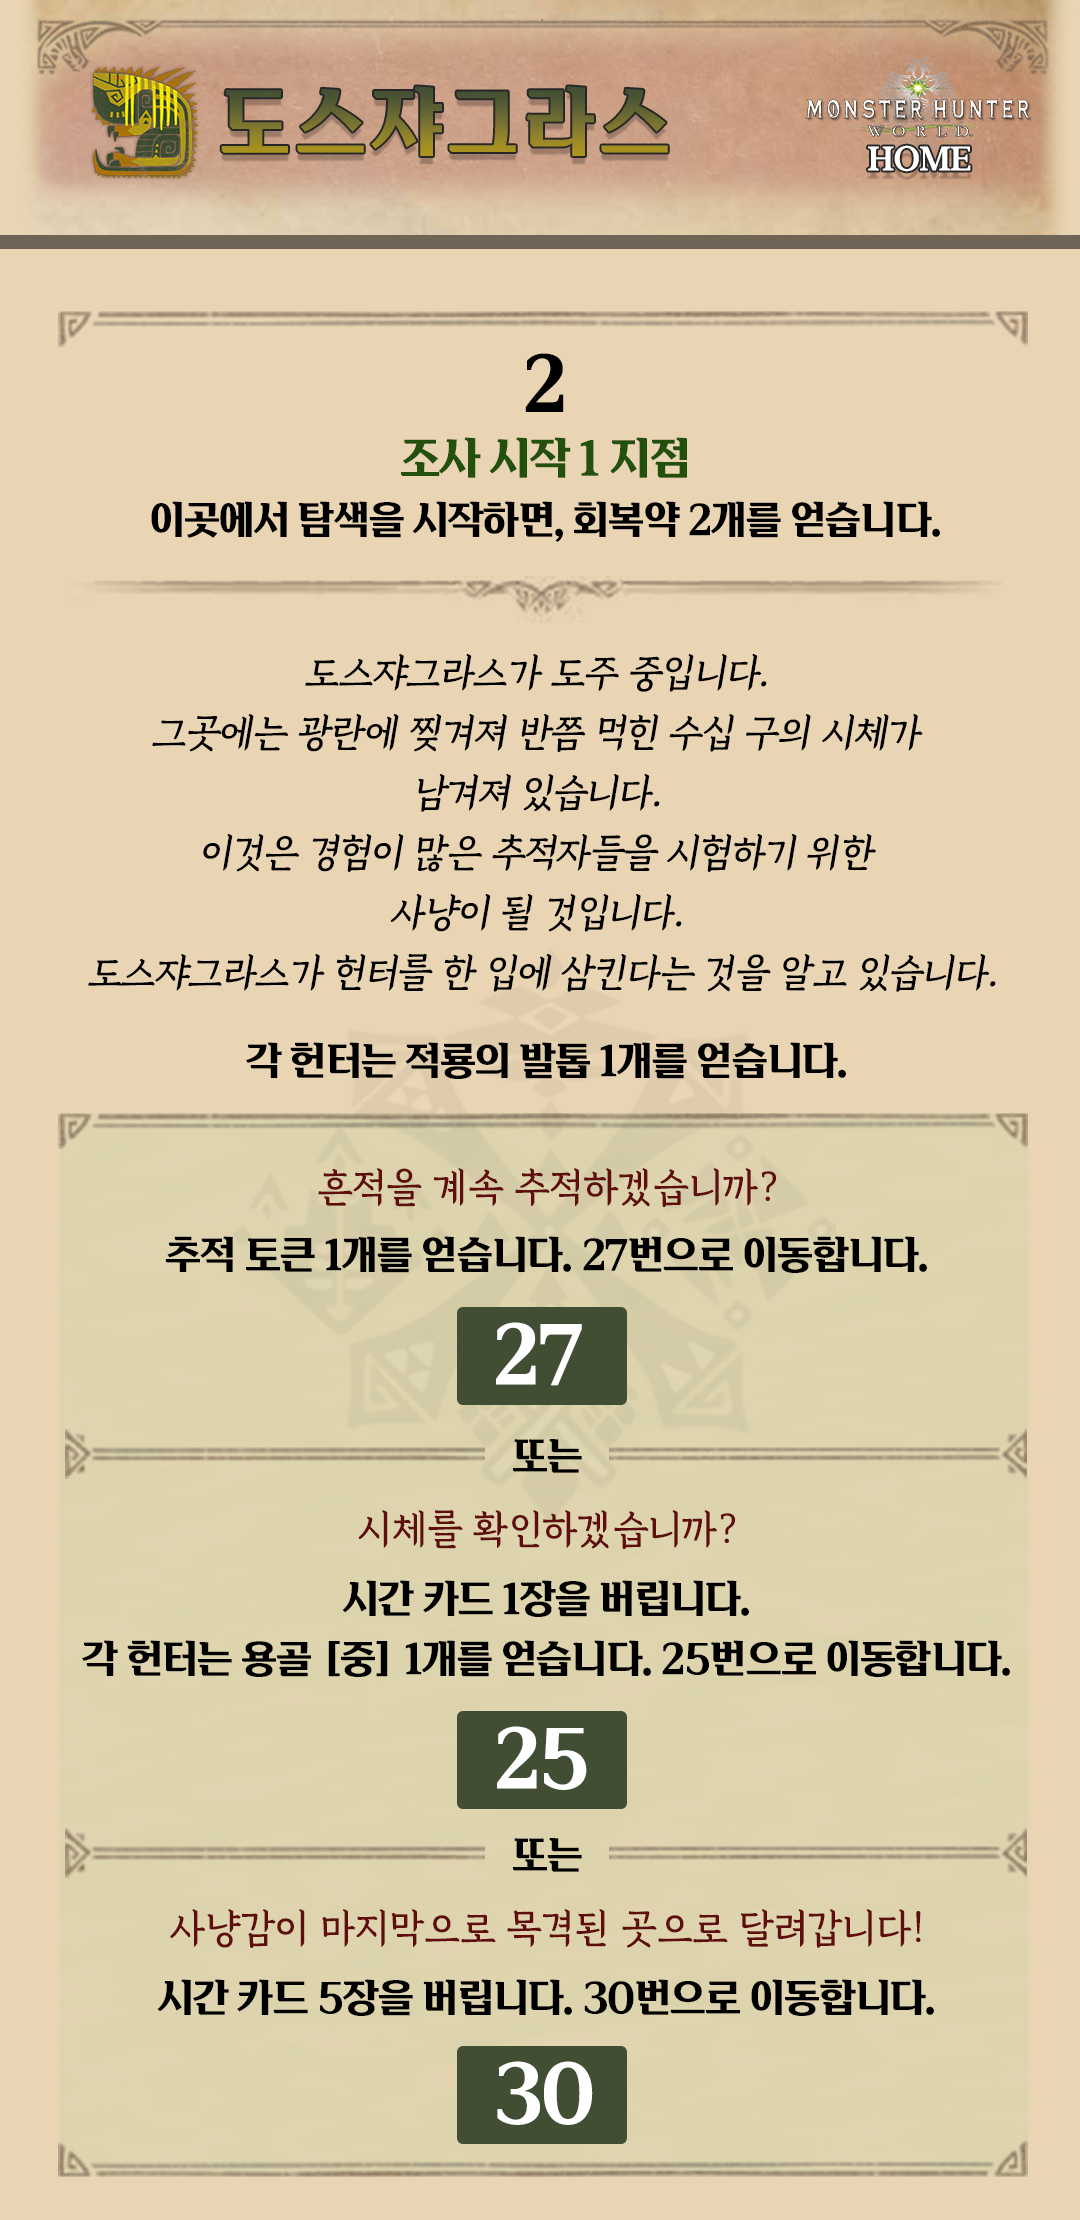 도스쟈그라스
MONSTER HUNTER
WORLD
HOME
2
조사 시작 1 지점
이곳에서 탐색을 시작하면, 회복약 2개를 얻습니다.
도스쟈그라스가 도주 중입니다.
그곳에는 광란에 찢겨져 반쯤 먹힌 수십 구의 시체가
남겨져 있습니다.
이것은 경험이 많은 추적자들을 시험하기 위한
사냥이 될 것입니다.
도스쟈그라스가 헌터를 한 입에 삼킨다는 것을 알고 있습니다.
각 헌터는 적룡의 발톱 1개를 얻습니다.
흔적을 계속 추적하겠습니까?
추적 토큰 1개를 얻습니다. 27번으로 이동합니다.
27
또는
시체를 확인하겠습니까?
시간 카드 1장을 버립니다.
각 헌터는 용골 [중] 1개를 얻습니다. 25번으로 이동합니다.
25
또는
사냥감이 마지막으로 목격된 곳으로 달려갑니다!
시간 카드 5장을 버립니다. 30번으로 이동합니다.
30